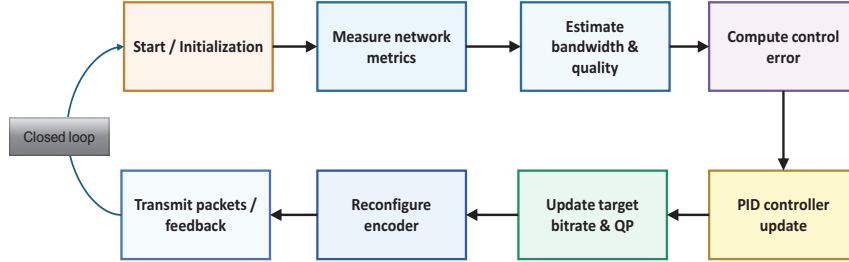 Start / Initialization
Measure network
metrics
Estimate
bandwidth &
quality
Compute control
error
Closed loop
Transmit packets /
feedback
Reconfigure
encoder
Update target
bitrate & QP
PID controller
update